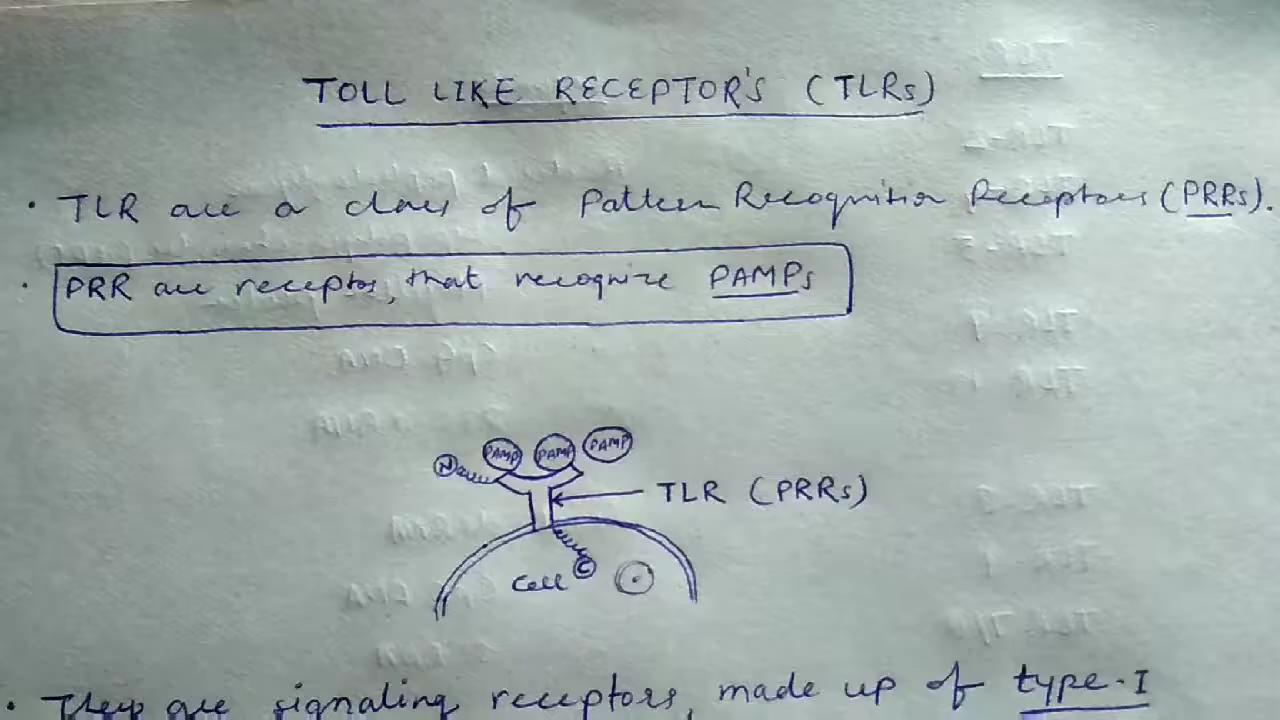 TOLL LIKE RECEPTOR'S (TLRs)
• TLR are a class of Pattern Recognition Receptors (PRRs).
• PRR are receptors, that recognize PAMPs
PAMP PAMP PAMP
N
TLR (PRRs)
Cell C
• They are signaling receptors, made up of type-I